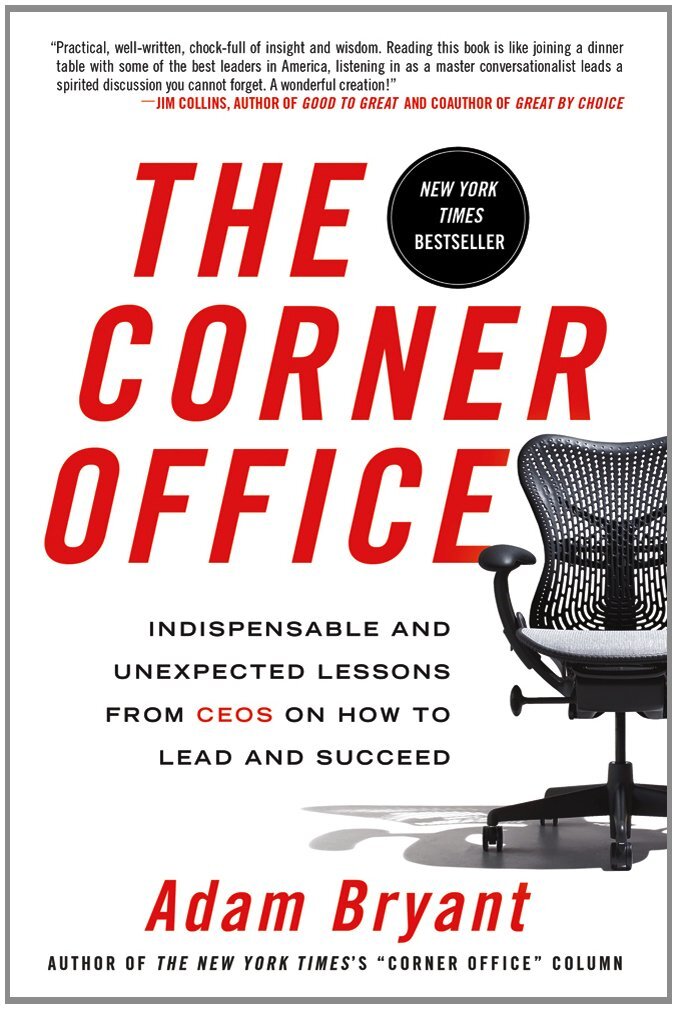 “Practical, well-written, chock-full of insight and wisdom. Reading this book is like joining a dinner
table with some of the best leaders in America, listening in as a master conversationalist leads a
spirited discussion you cannot forget. A wonderful creation!”
—JIM COLLINS, AUTHOR OF GOOD TO GREAT AND COAUTHOR OF GREAT BY CHOICE
THE
NEW YORK
TIMES
BESTSELLER
CORNER
OFFICE
INDISPENSABLE AND
UNEXPECTED LESSONS
FROM CEOS ON HOW TO
LEAD AND SUCCEED
Adam Bryant
AUTHOR OF THE NEW YORK TIMES’S “CORNER OFFICE” COLUMN